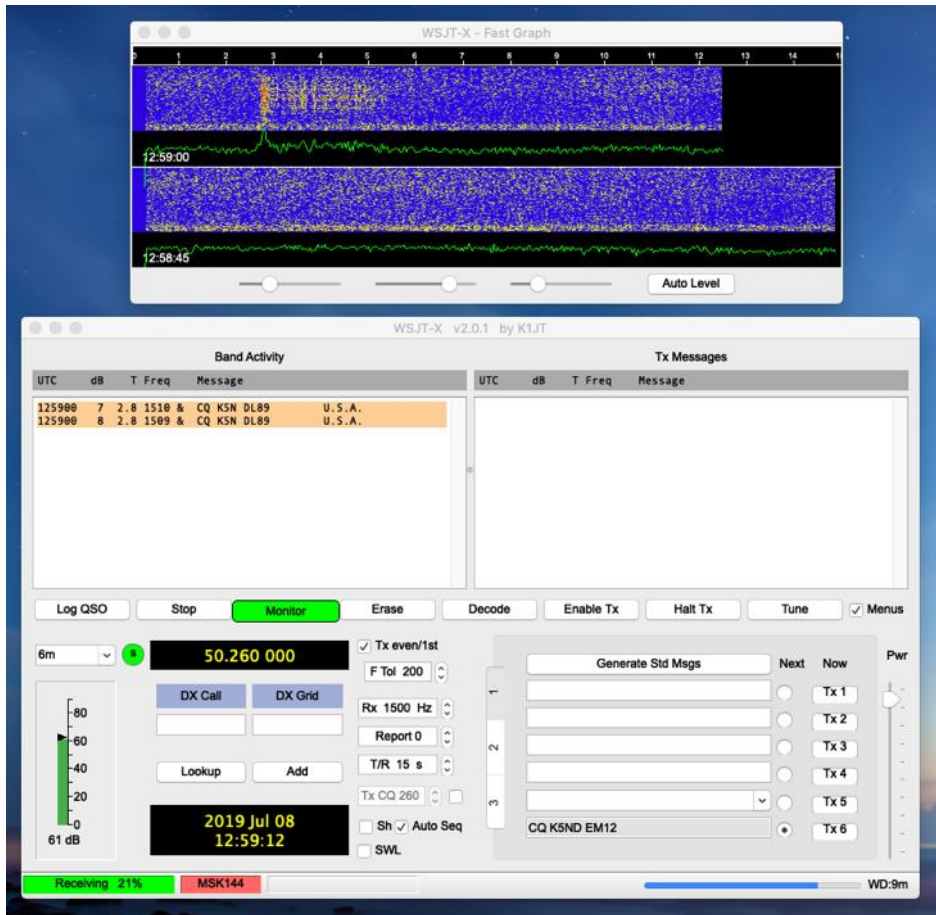 WSJT-X - Fast Graph
0 1 2 3 4 5 6 7 8 9 10 11 12 13 14 1
12:59:00
12:58:45
Auto Level
WSJT-X v2.0.1 by K1JT
Band Activity
UTC dB T Freq Message
125900 7 2.8 1510 & CQ K5N DL89 U.S.A.
125900 8 2.8 1509 & CQ K5N DL89 U.S.A.
Tx Messages
UTC dB T Freq Message
Log QSO Stop Monitor Erase Decode Enable Tx Halt Tx Tune Menus
6m S 50.260 000
Tx even/1st
F Tol 200
DX Call DX Grid
Rx 1500 Hz
Report 0
Lookup Add
T/R 15 s
Tx CQ 260
2019 Jul 08
12:59:12
Sh Auto Seq
SWL
-80
-60
-40
-20
-0
61 dB
1
2
3
Generate Std Msgs Next Now
Tx 1
Tx 2
Tx 3
Tx 4
Tx 5
CQ K5ND EM12 Tx 6
Pwr
Receiving 21% MSK144 WD:9m